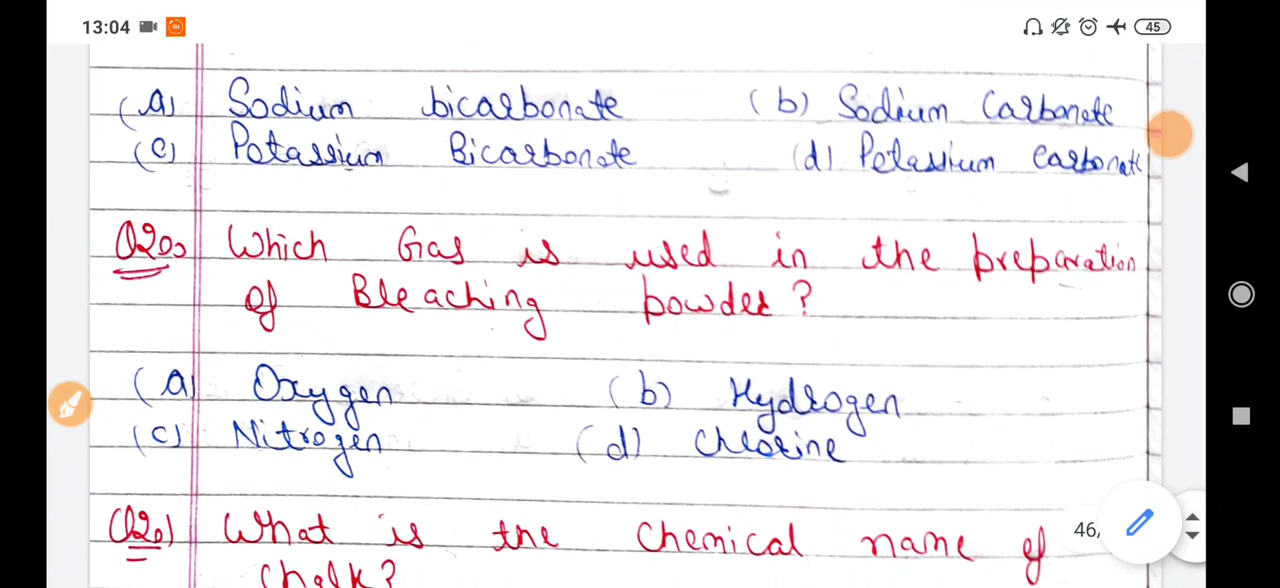 13:04 45
(a) Sodium bicarbonate (b) Sodium Carbonate
(c) Potassium Bicarbonate (d) Potassium carbonate
Q20) Which Gas is used in the preparation
of Bleaching powder?
(a) Oxygen (b) Hydrogen
(c) Nitrogen (d) Chlorine
Q20) What is the Chemical name of
Chalk?
46,